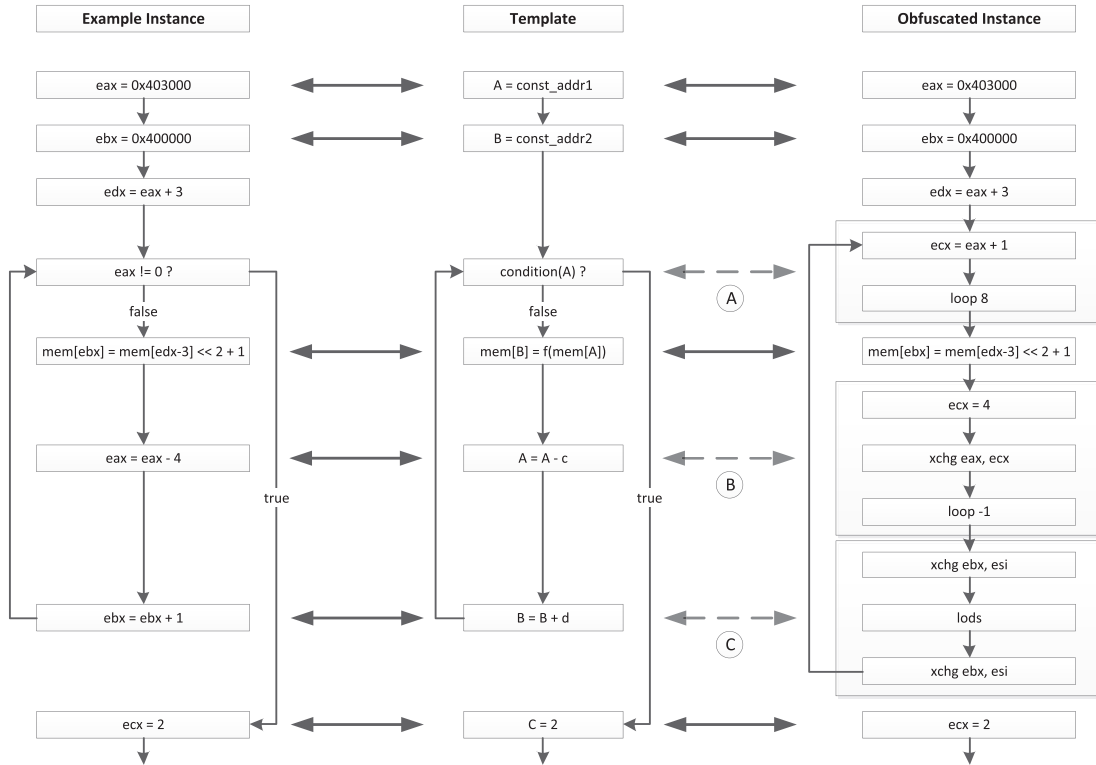 Example Instance
Template
Obfuscated Instance
eax = 0x403000
A = const_addr1
eax = 0x403000
ebx = 0x400000
B = const_addr2
ebx = 0x400000
edx = eax + 3
edx = eax + 3
ecx = eax + 1
eax != 0 ?
condition(A) ?
A
loop 8
false
false
mem[ebx] = mem[edx-3] << 2 + 1
mem[B] = f(mem[A])
mem[ebx] = mem[edx-3] << 2 + 1
ecx = 4
eax = eax - 4
A = A - c
xchg eax, ecx
B
true
true
loop -1
xchg ebx, esi
ebx = ebx + 1
B = B + d
lods
C
xchg ebx, esi
ecx = 2
C = 2
ecx = 2